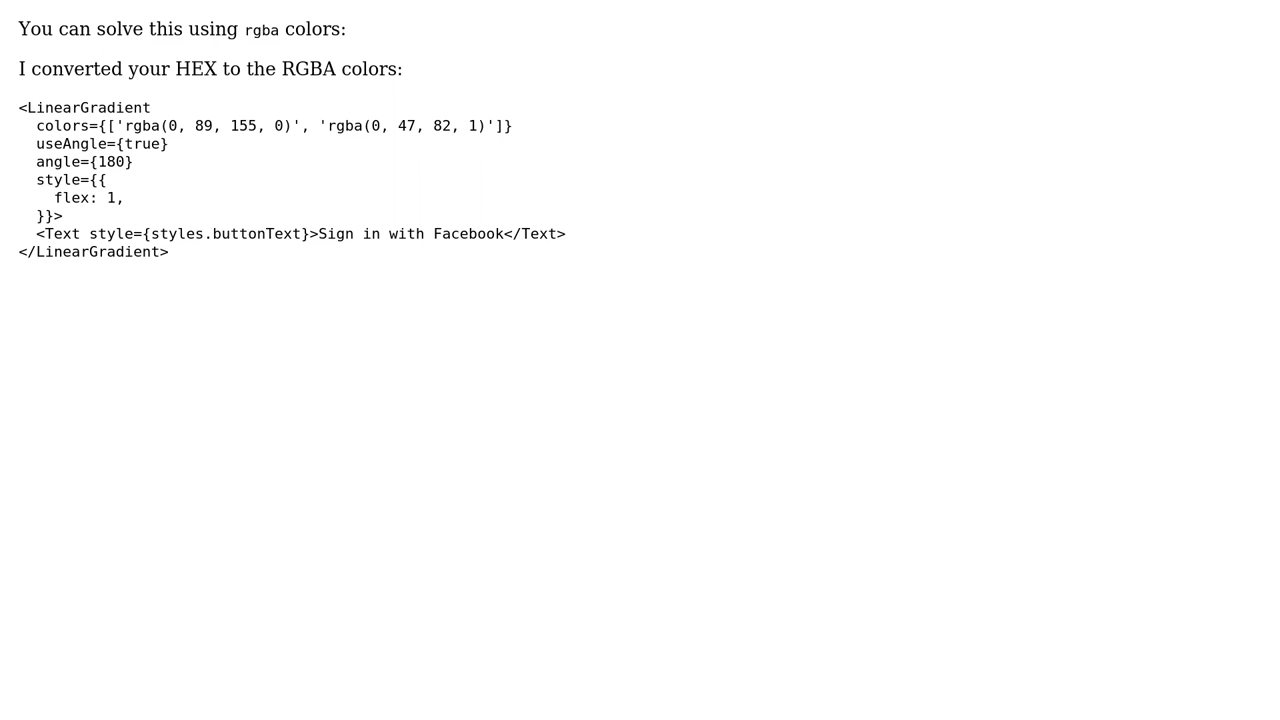 You can solve this using rgba colors:
I converted your HEX to the RGBA colors:
<LinearGradient
  colors={['rgba(0, 89, 155, 0)', 'rgba(0, 47, 82, 1)']}
  useAngle={true}
  angle={180}
  style={{
    flex: 1,
  }}>
  <Text style={styles.buttonText}>Sign in with Facebook</Text>
</LinearGradient>